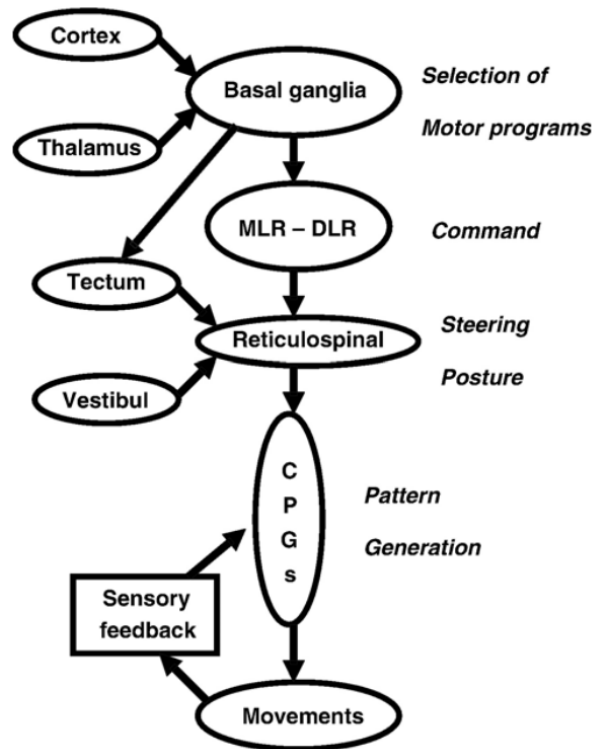 Cortex
Basal ganglia
Selection of
Motor programs
Thalamus
MLR – DLR
Command
Tectum
Steering
Reticulospinal
Posture
Vestibul
C
P
G
s
Pattern
Generation
Sensory
feedback
Movements